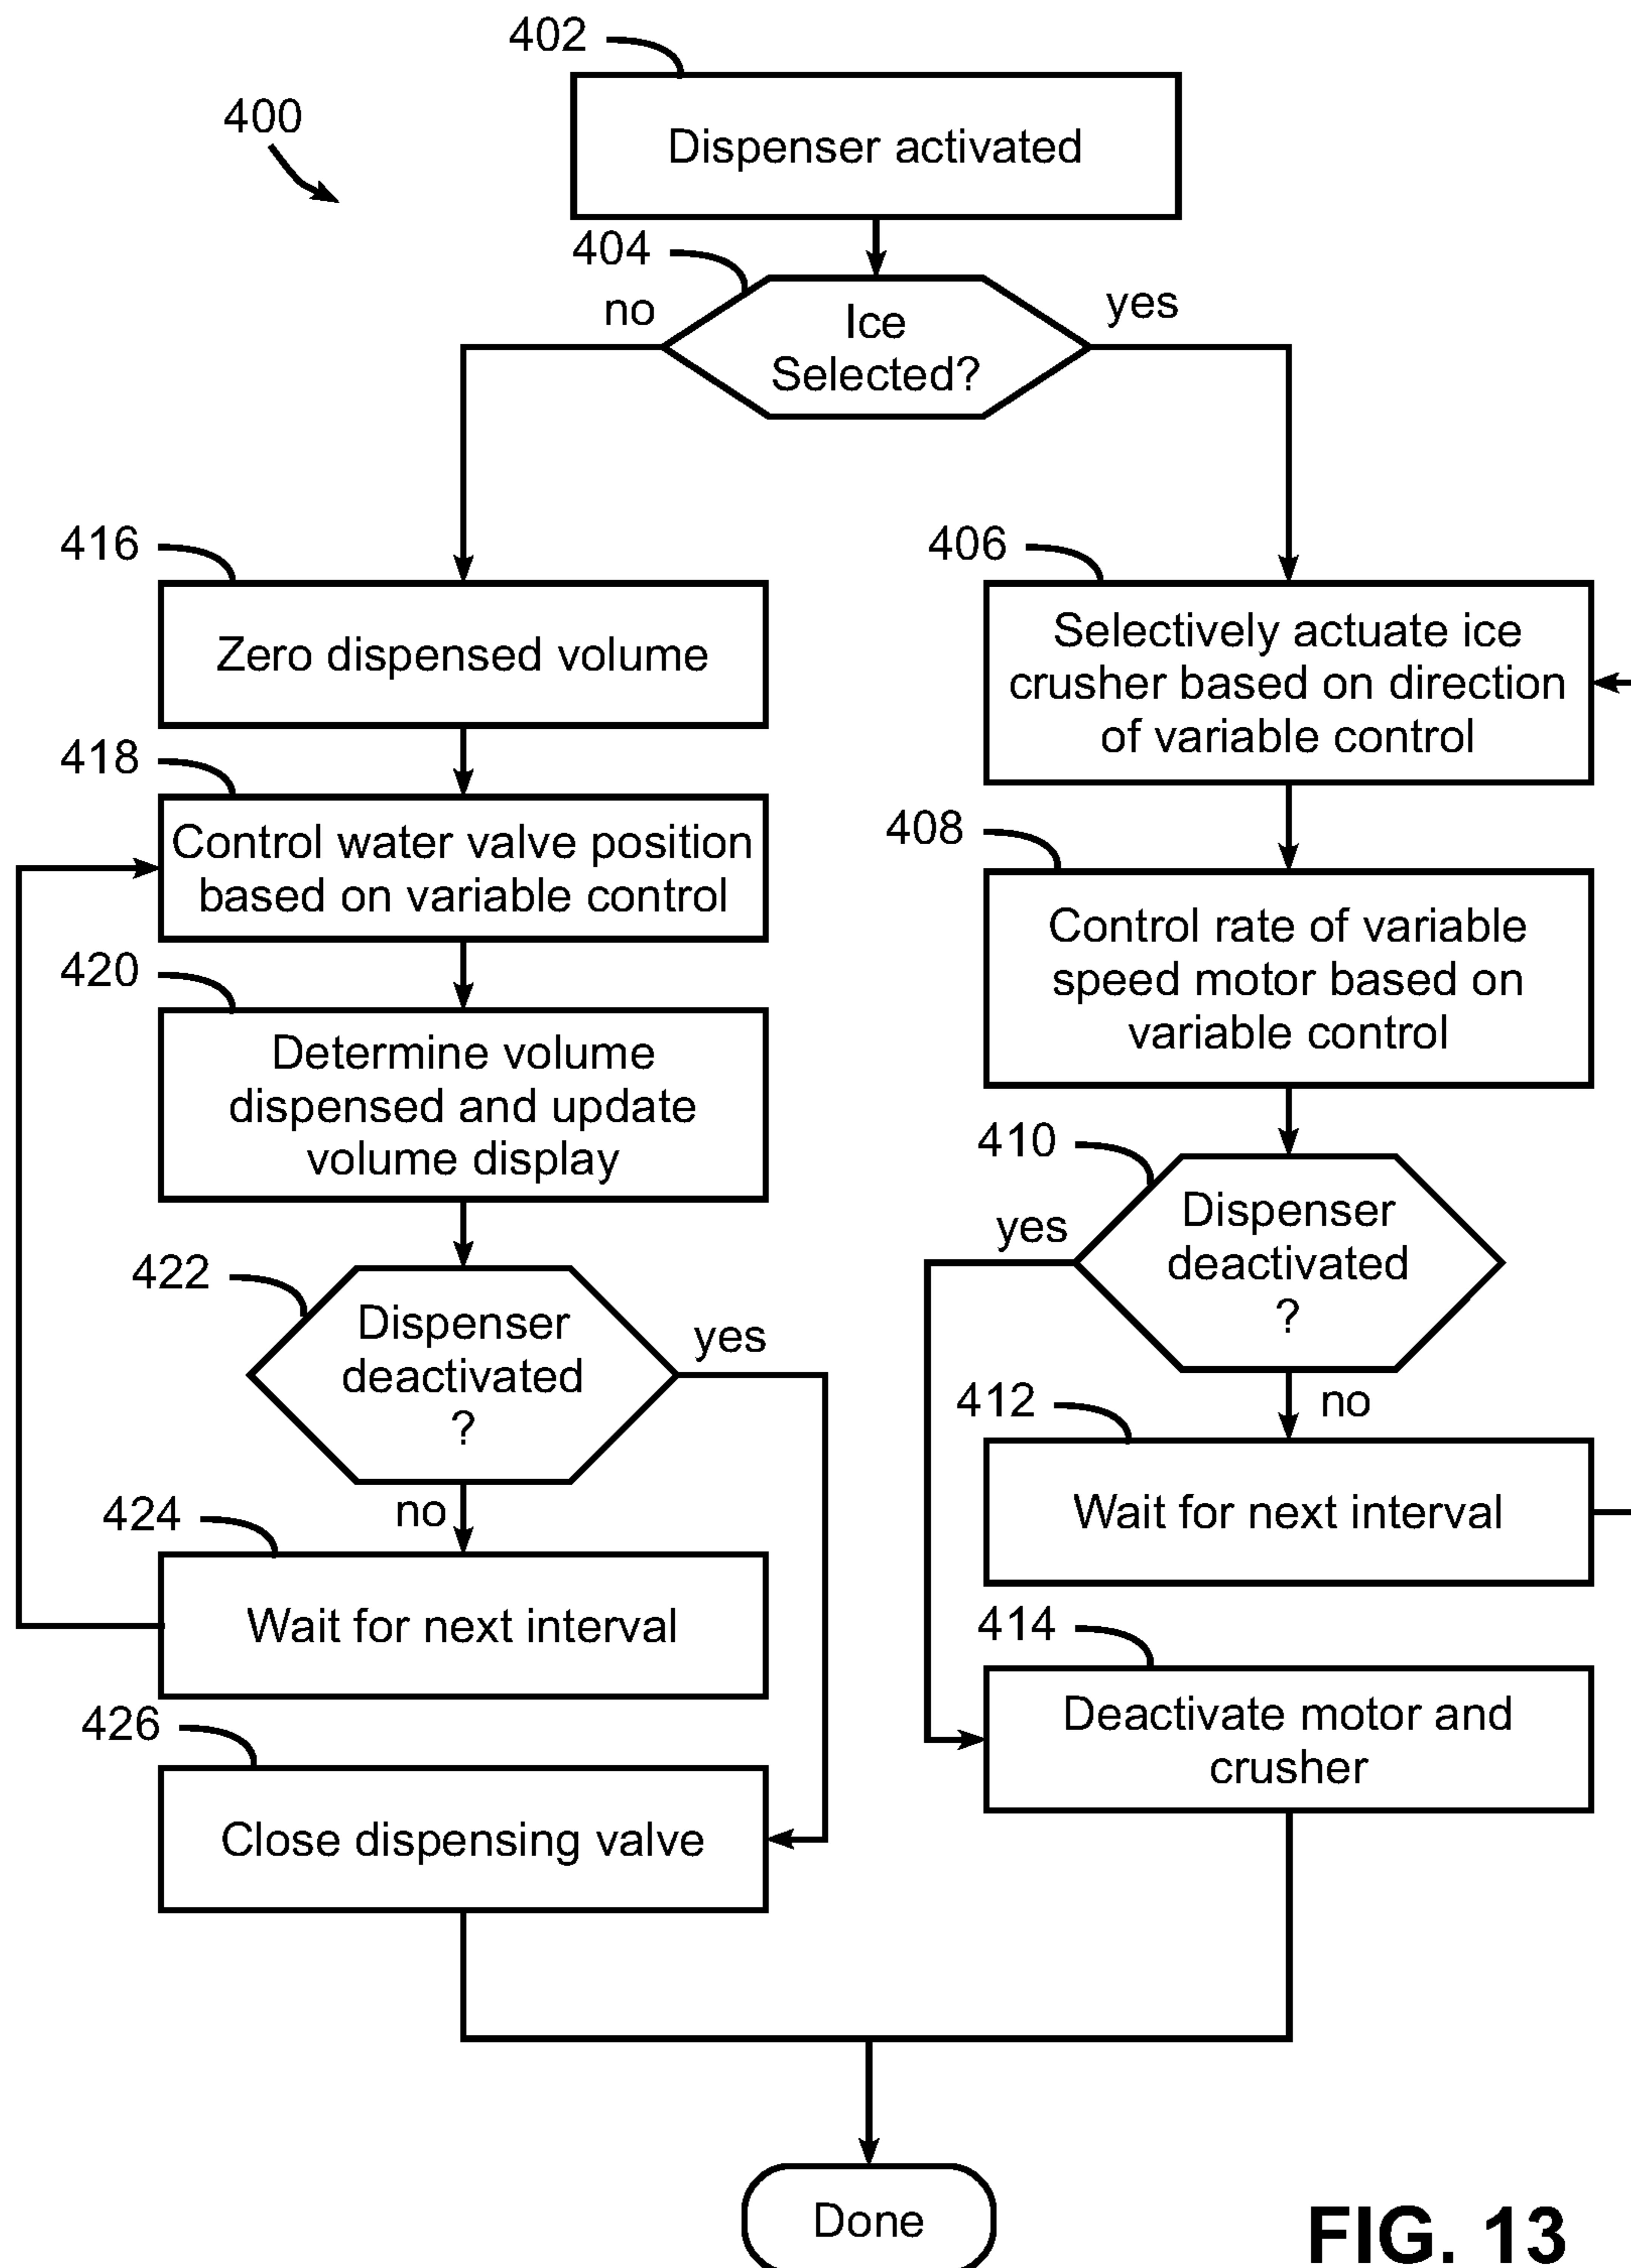 402
400
Dispenser activated
404
no
yes
Ice
Selected?
416
Zero dispensed volume
418
Control water valve position
based on variable control
420
Determine volume
dispensed and update
volume display
422
Dispenser
deactivated
?
yes
no
424
Wait for next interval
426
Close dispensing valve
406
Selectively actuate ice
crusher based on direction
of variable control
408
Control rate of variable
speed motor based on
variable control
410
yes
Dispenser
deactivated
?
no
412
Wait for next interval
414
Deactivate motor and
crusher
Done
FIG. 13